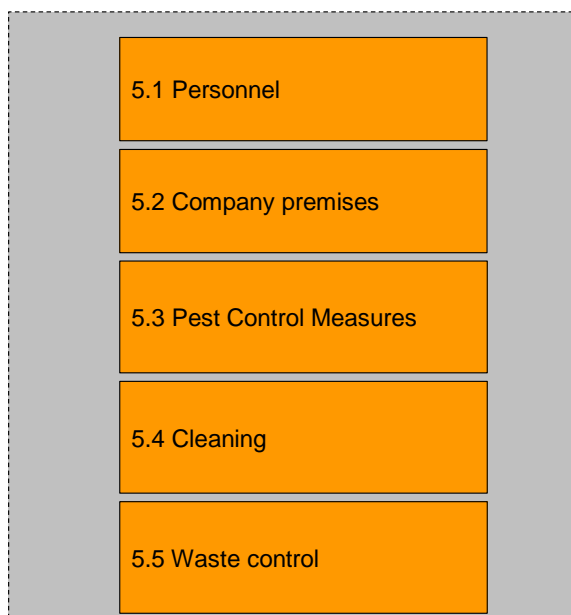 5.1 Personnel
5.2 Company premises
5.3 Pest Control Measures
5.4 Cleaning
5.5 Waste control